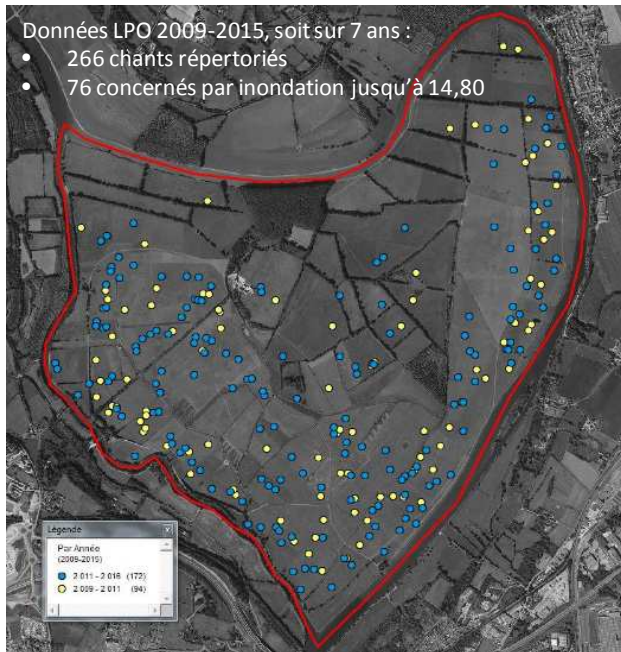 Données LPO 2009-2015, soit sur 7 ans :
• 266 chants répertoriés
• 76 concernés par inondation jusqu'à 14,80
Légende
Par Année
(2009-2015)
2 011 - 2 016 (172)
2 009 - 2 011 (94)